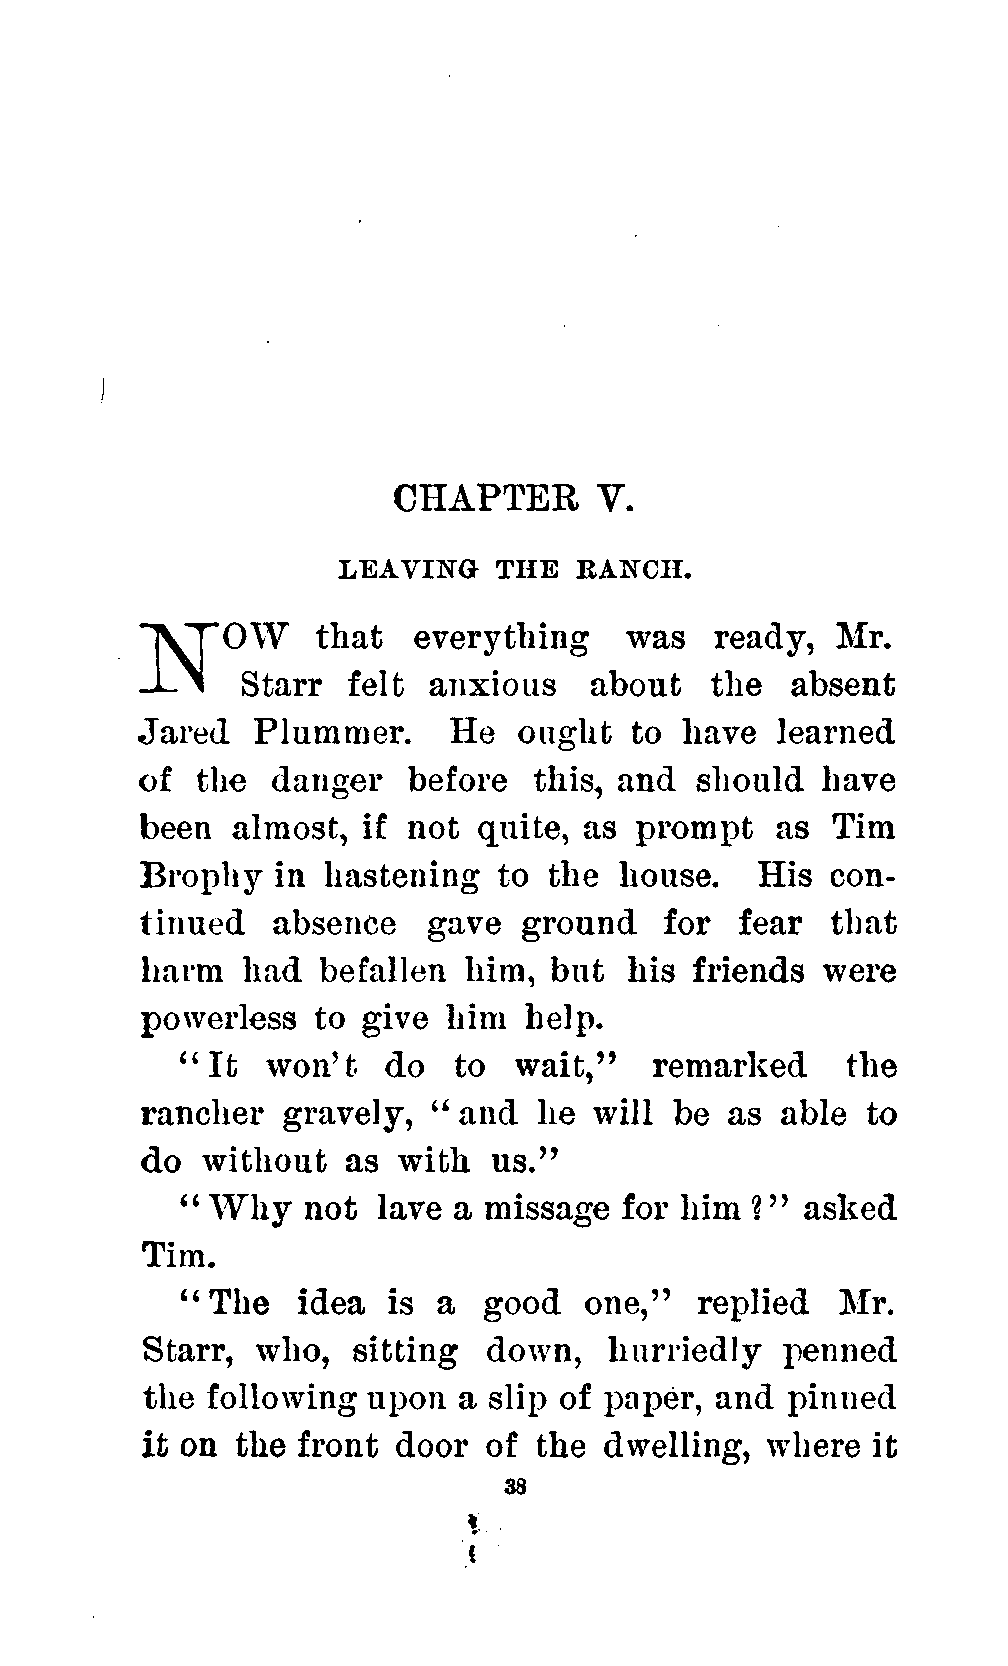 CHAPTER V.
LEAVING THE RANCH.
NOW that everything was ready, Mr.
Starr felt anxious about the absent
Jared Plummer. He ought to have learned
of the danger before this, and should have
been almost, if not quite, as prompt as Tim
Brophy in hastening to the house. His con-
tinued absence gave ground for fear that
harm had befallen him, but his friends were
powerless to give him help.
"It won't do to wait," remarked the
rancher gravely, "and he will be as able to
do without as with us."
"Why not lave a missage for him?" asked
Tim.
"The idea is a good one," replied Mr.
Starr, who, sitting down, hurriedly penned
the following upon a slip of paper, and pinned
it on the front door of the dwelling, where it
38